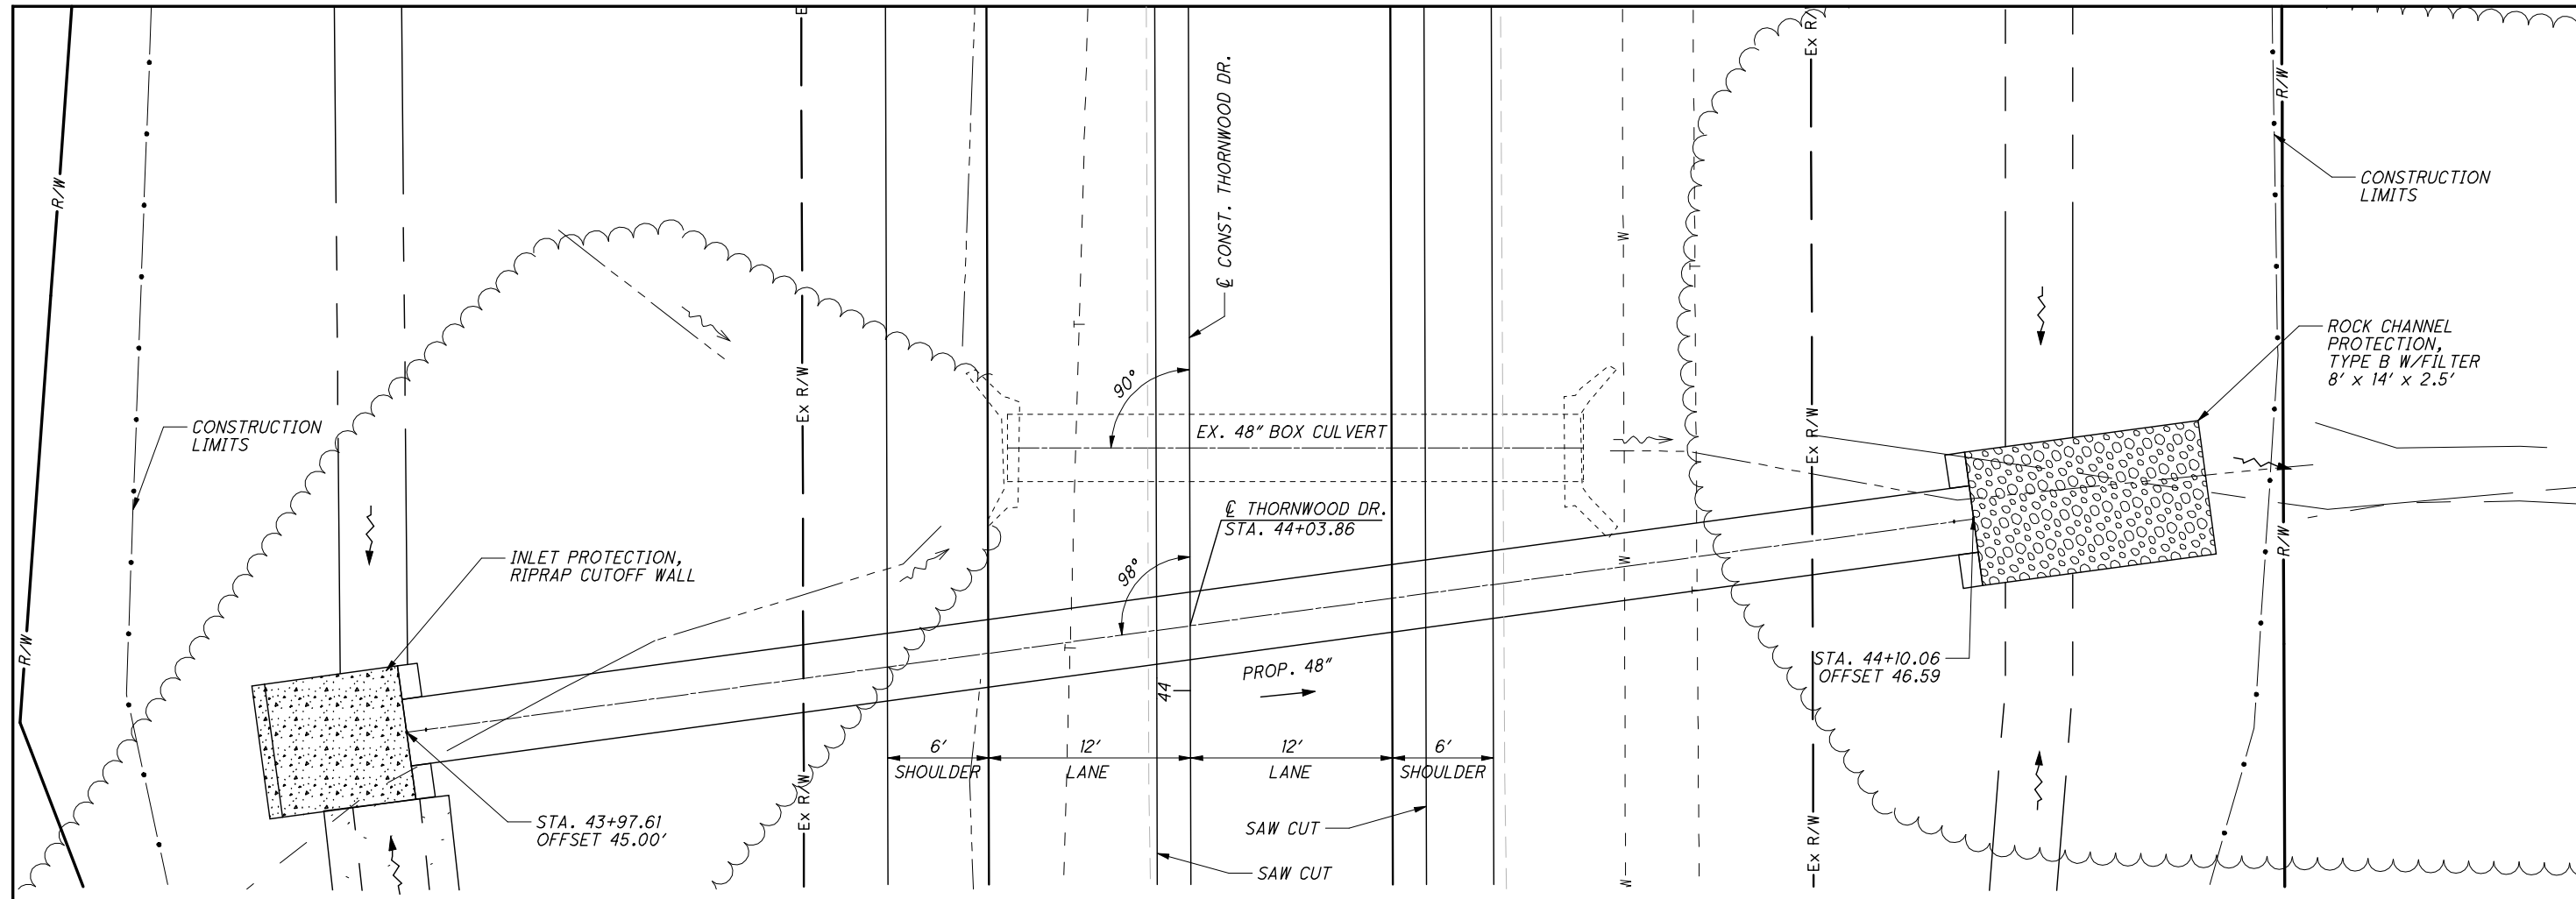 R/W
R/W
CONSTRUCTION
LIMITS
INLET PROTECTION,
RIPRAP CUTOFF WALL
STA. 43+97.61
OFFSET 45.00'
Ex R/W
Ex R/W
6'
SHOULDER
12'
LANE
12'
LANE
6'
SHOULDER
T
T
℄ CONST. THORNWOOD DR.
90°
EX. 48" BOX CULVERT
℄ THORNWOOD DR.
STA. 44+03.86
98°
44
PROP. 48"
SAW CUT
SAW CUT
W
W
W
T
Ex R/W
Ex R/W
Ex R/W
STA. 44+10.06
OFFSET 46.59
R/W
R/W
CONSTRUCTION
LIMITS
ROCK CHANNEL
PROTECTION,
TYPE B W/FILTER
8' x 14' x 2.5'